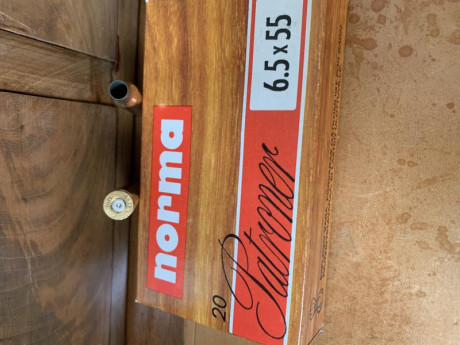 norma
20 Patroner
6.5 x 55